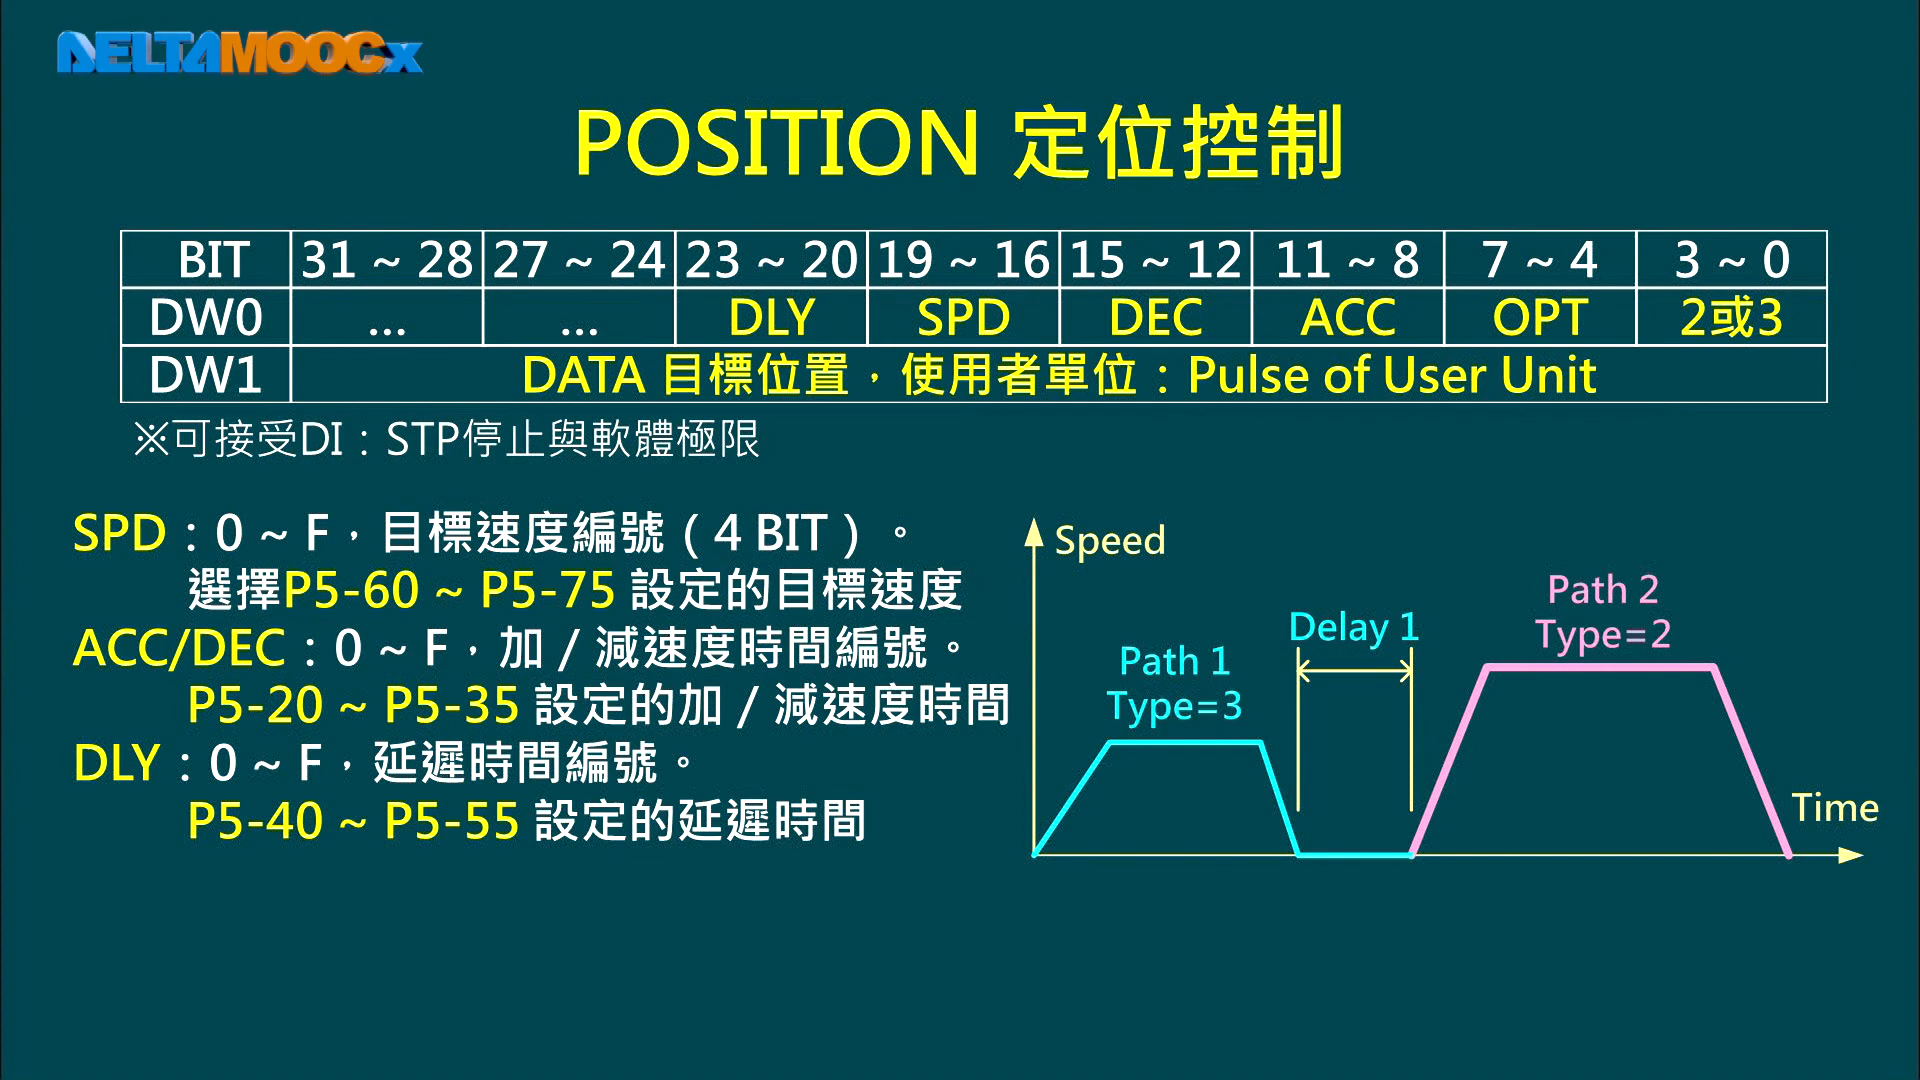 DELTAMOOCx
POSITION 定位控制
BIT 31 ~ 28 27 ~ 24 23 ~ 20 19 ~ 16 15 ~ 12 11 ~ 8 7 ~ 4 3 ~ 0
DW0 ... ... DLY SPD DEC ACC OPT 2或3
DW1 DATA 目標位置，使用者單位：Pulse of User Unit
※可接受DI：STP停止與軟體極限
SPD：0 ~ F，目標速度編號（4 BIT）。
選擇P5-60 ~ P5-75 設定的目標速度
ACC/DEC：0 ~ F，加 / 減速度時間編號。
P5-20 ~ P5-35 設定的加 / 減速度時間
DLY：0 ~ F，延遲時間編號。
P5-40 ~ P5-55 設定的延遲時間
Speed
Path 1
Type=3
Delay 1
Path 2
Type=2
Time